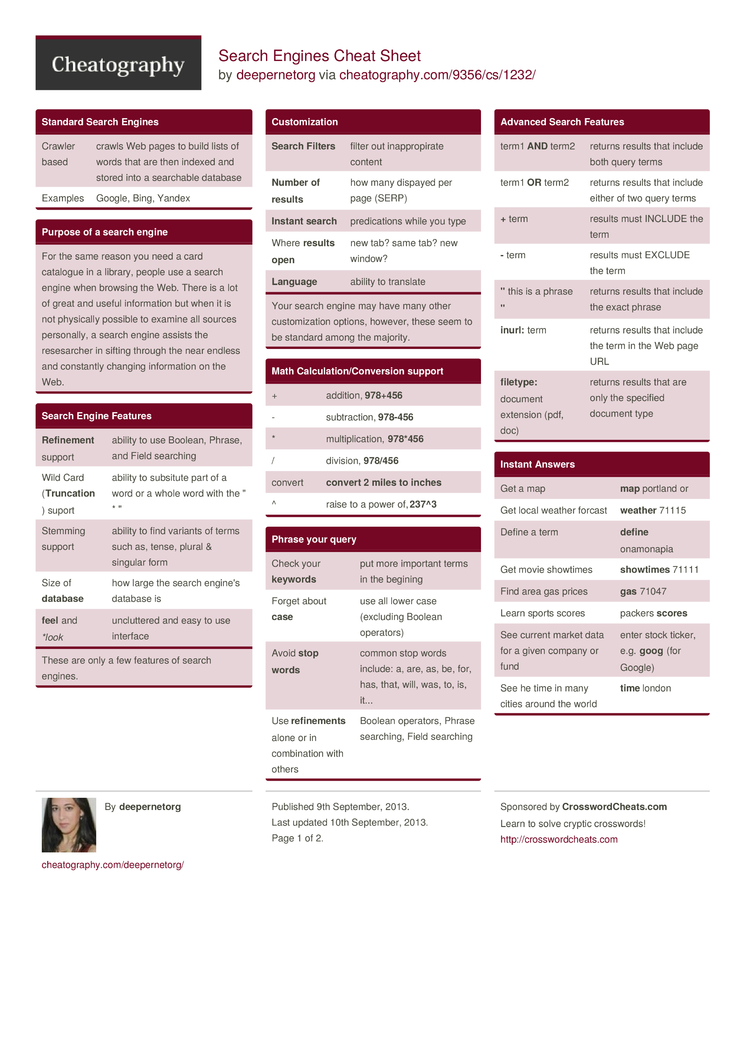 Cheatography
Search Engines Cheat Sheet
by deepernetorg via cheatography.com/9356/cs/1232/
Standard Search Engines
Crawler based
crawls Web pages to build lists of
words that are then indexed and
stored into a searchable database
Examples
Google, Bing, Yandex
Purpose of a search engine
For the same reason you need a card
catalogue in a library, people use a search
engine when browsing the Web. There is a lot
of great and useful information but when it is
not physically possible to examine all sources
personally, a search engine assists the
resesarcher in sifting through the near endless
and constantly changing information on the
Web.
Search Engine Features
Refinement
support
ability to use Boolean, Phrase,
and Field searching
Wild Card
(Truncation
) suport
ability to subsitute part of a
word or a whole word with the "
* "
Stemming
support
ability to find variants of terms
such as, tense, plural &
singular form
Size of
database
how large the search engine's
database is
feel and
*look
uncluttered and easy to use
interface
These are only a few features of search
engines.
Customization
Search Filters
filter out inappropirate
content
Number of
results
how many dispayed per
page (SERP)
Instant search
predications while you type
Where results
open
new tab? same tab? new
window?
Language
ability to translate
Your search engine may have many other
customization options, however, these seem to
be standard among the majority.
Math Calculation/Conversion support
+
addition, 978+456
-
subtraction, 978-456
*
multiplication, 978*456
/
division, 978/456
convert
convert 2 miles to inches
^
raise to a power of, 237^3
Phrase your query
Check your
keywords
put more important terms
in the begining
Forget about
case
use all lower case
(excluding Boolean
operators)
Avoid stop
words
common stop words
include: a, are, as, be, for,
has, that, will, was, to, is,
it...
Use refinements
alone or in
combination with
others
Boolean operators, Phrase
searching, Field searching
Advanced Search Features
term1 AND term2
returns results that include
both query terms
term1 OR term2
returns results that include
either of two query terms
+ term
results must INCLUDE the
term
- term
results must EXCLUDE
the term
" this is a phrase
"
returns results that include
the exact phrase
inurl: term
returns results that include
the term in the Web page
URL
filetype:
document
extension (pdf,
doc)
returns results that are
only the specified
document type
Instant Answers
Get a map
map portland or
Get local weather forcast
weather 71115
Define a term
define
onamonapia
Get movie showtimes
showtimes 71111
Find area gas prices
gas 71047
Learn sports scores
packers scores
See current market data
for a given company or
fund
enter stock ticker,
e.g. goog (for
Google)
See he time in many
cities around the world
time london
By deepernetorg
cheatography.com/deepernetorg/
Published 9th September, 2013.
Last updated 10th September, 2013.
Page 1 of 2.
Sponsored by CrosswordCheats.com
Learn to solve cryptic crosswords!
http://crosswordcheats.com